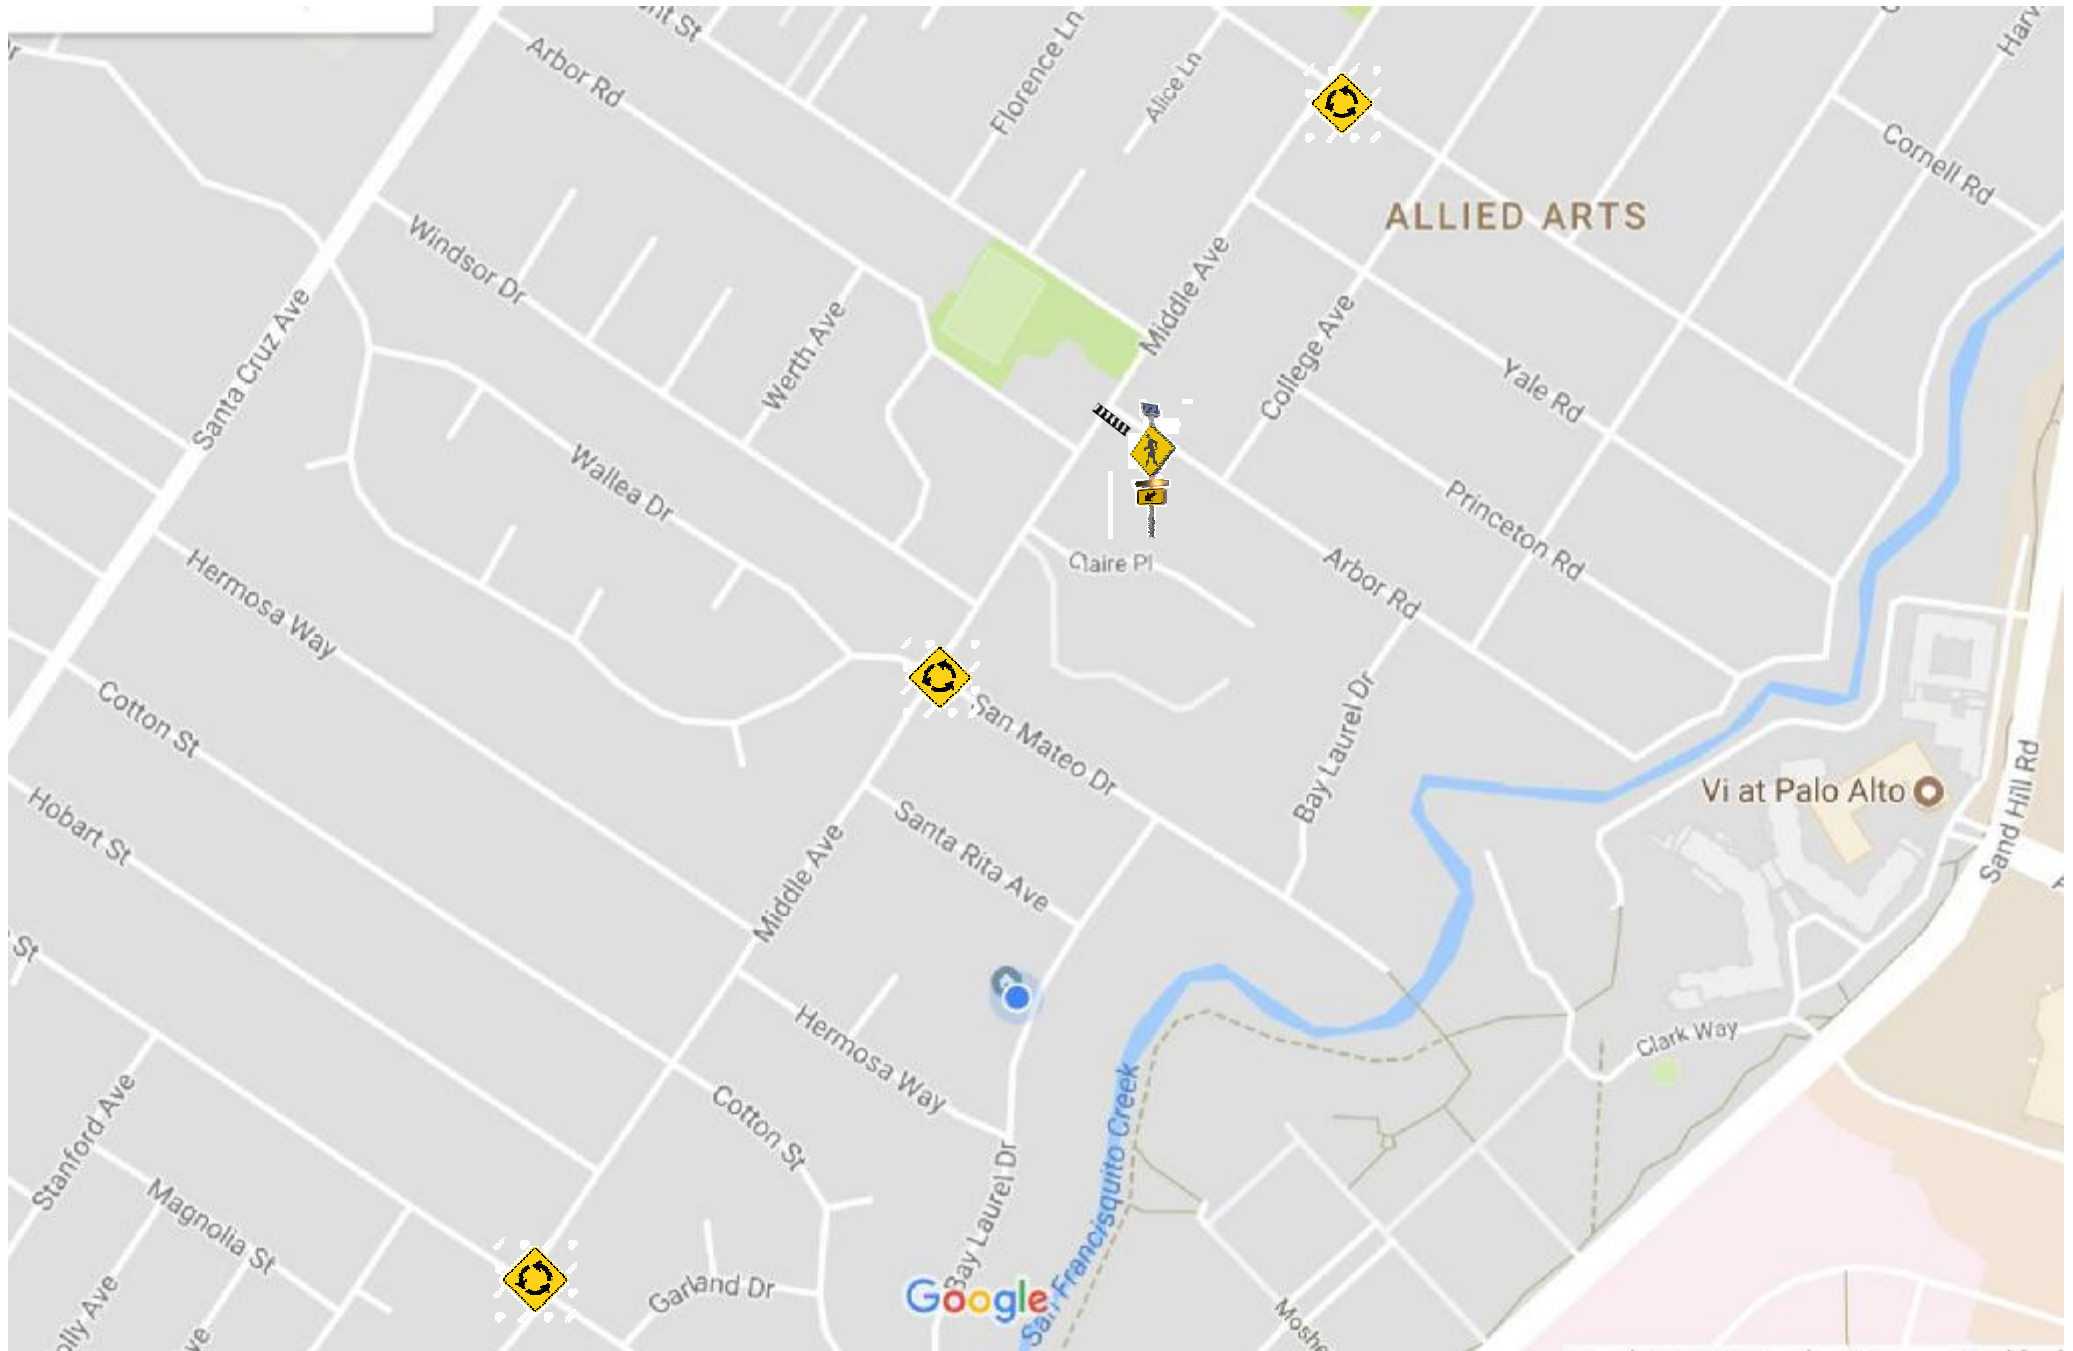 Arbor Rd
Florence Ln
Alice Ln
Cornell Rd
ALLIED ARTS
Windsor Dr
Middle Ave
Santa Cruz Ave
Werth Ave
College Ave
Yale Rd
Wallea Dr
Princeton Rd
Claire Pl
Arbor Rd
Hermosa Way
Cotton St
San Mateo Dr
Bay Laurel Dr
Vi at Palo Alto
Sand Hill Rd
Hobart St
Santa Rita Ave
Middle Ave
St
Hermosa Way
Clark Way
Stanford Ave
Cotton St
San Francisquito Creek
Bay Laurel Dr
Magnolia St
Garland Dr
Google